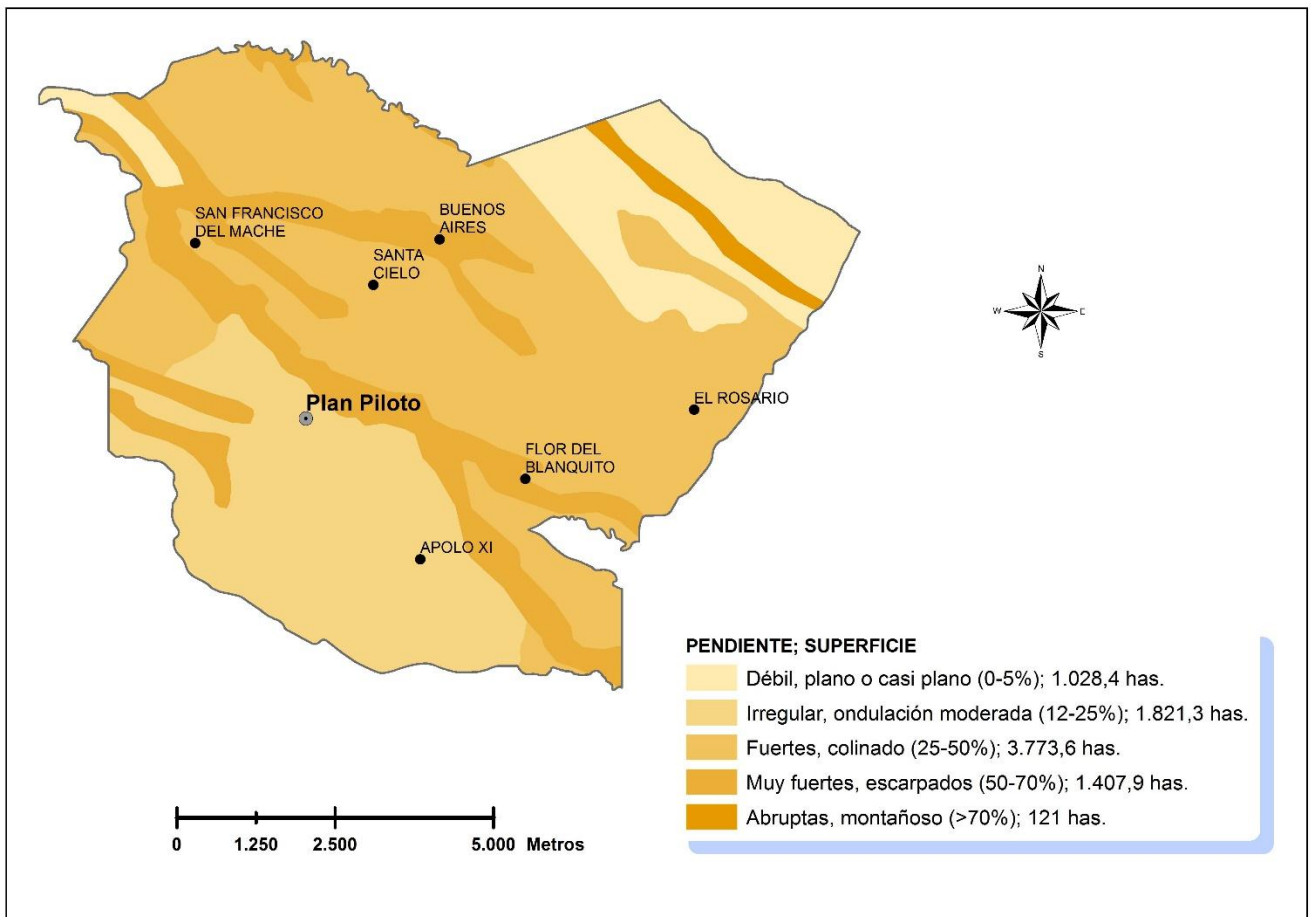 SAN FRANCISCO
DEL MACHE
BUENOS
AIRES
SANTA
CIELO
Plan Piloto
EL ROSARIO
FLOR DEL
BLANQUITO
APOLO XI
N
W
E
S
PENDIENTE; SUPERFICIE
Débil, plano o casi plano (0-5%); 1.028,4 has.
Irregular, ondulación moderada (12-25%); 1.821,3 has.
Fuertes, colinado (25-50%); 3.773,6 has.
Muy fuertes, escarpados (50-70%); 1.407,9 has.
Abruptas, montañoso (>70%); 121 has.
0 1.250 2.500 5.000 Metros